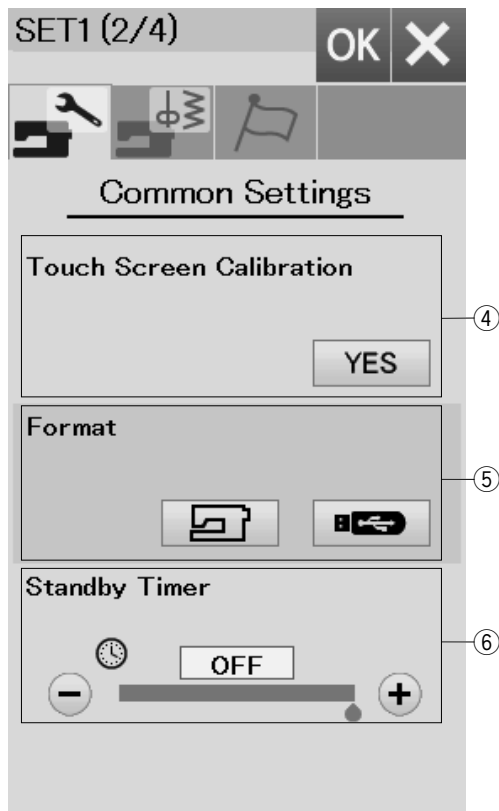 SET1 (2/4)
OK
Common Settings
Touch Screen Calibration
④
YES
Format
⑤
Standby Timer
⑥
OFF